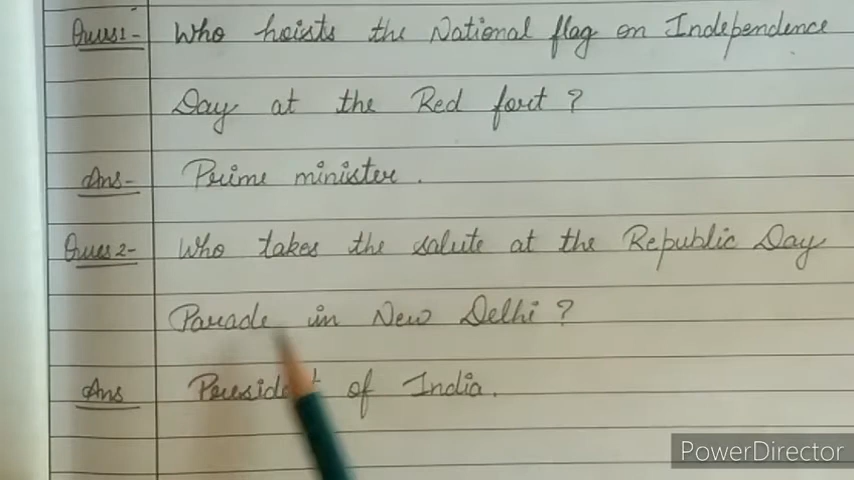 Ques1- Who hoists the National flag on Independence
Day at the Red fort ?
Ans- Prime minister .
Ques2- Who takes the salute at the Republic Day
Parade in New Delhi ?
Ans President of India.
PowerDirector